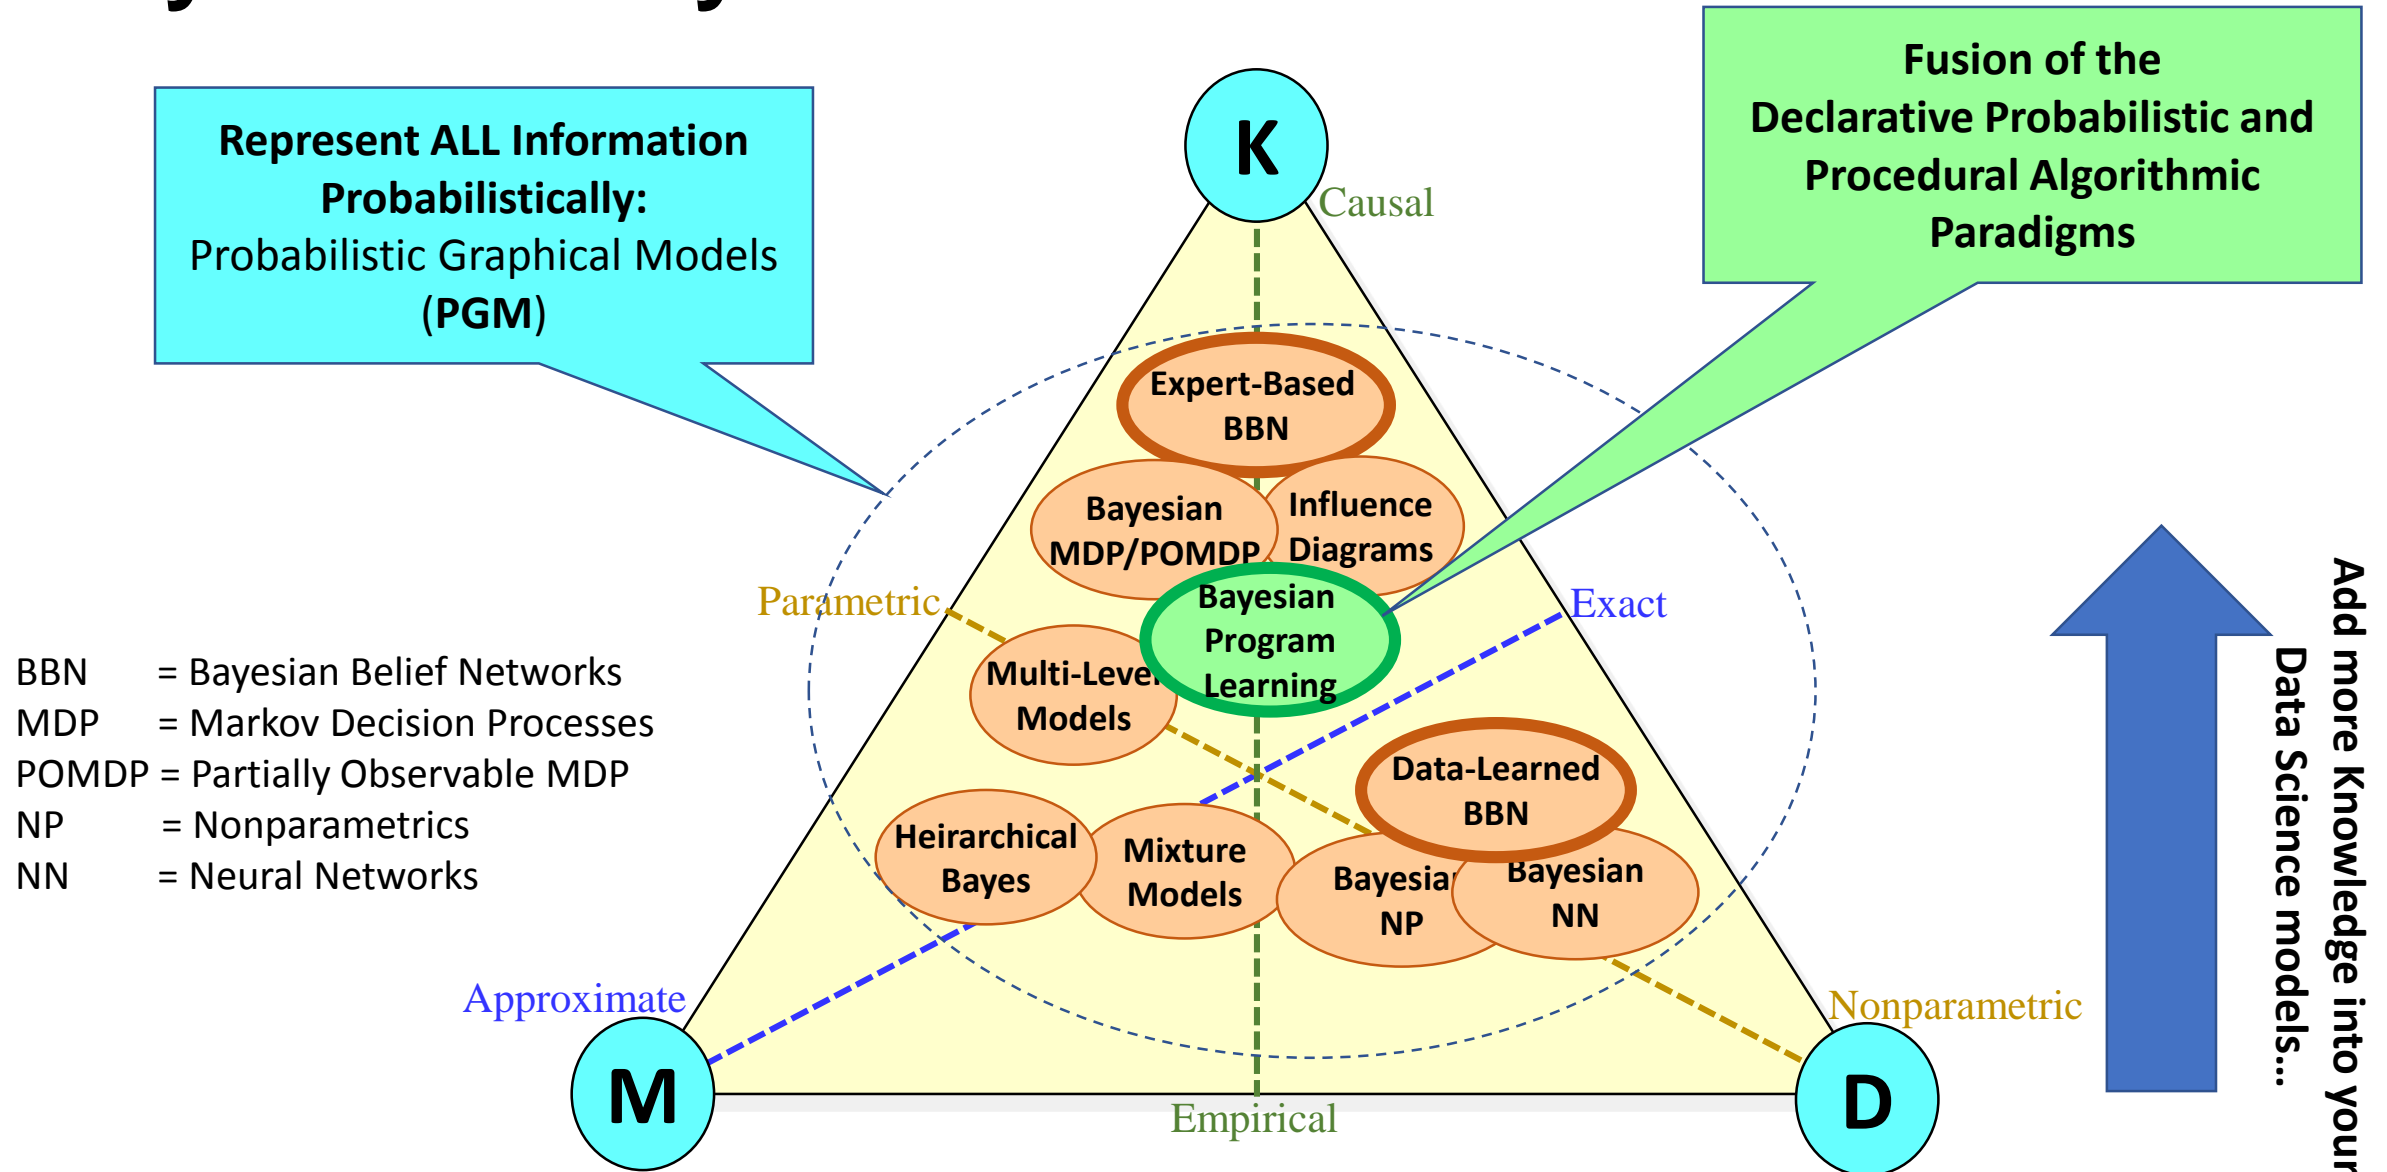 Represent ALL Information
Probabilistically:
Probabilistic Graphical Models
(PGM)
Fusion of the
Declarative Probabilistic and
Procedural Algorithmic
Paradigms
K
Causal
Expert-Based
BBN
Bayesian
MDP/POMDP
Influence
Diagrams
Parametric
Exact
Bayesian
Program
Learning
Multi-Level
Models
BBN = Bayesian Belief Networks
MDP = Markov Decision Processes
POMDP = Partially Observable MDP
NP = Nonparametrics
NN = Neural Networks
Data-Learned
BBN
Heirarchical
Bayes
Mixture
Models
Bayesian
NP
Bayesian
NN
Approximate
Nonparametric
M
D
Empirical
Add more Knowledge into your
Data Science models...